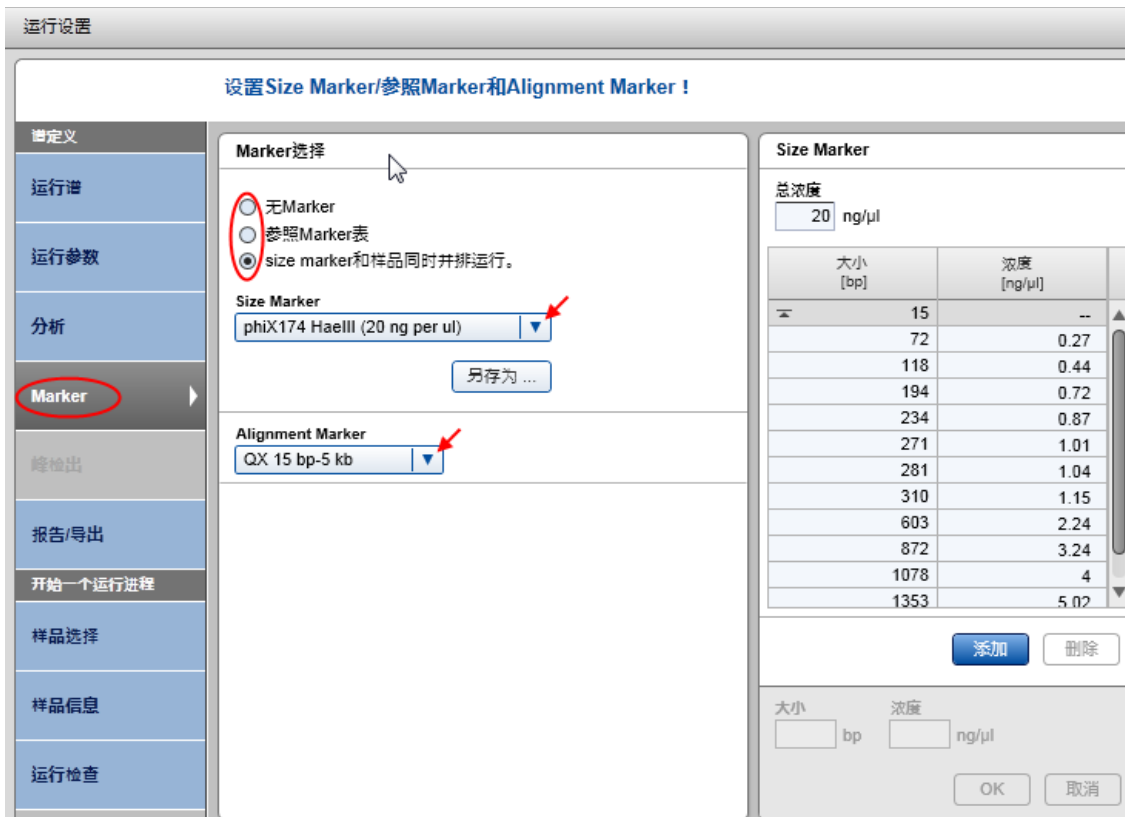 运行设置
设置Size Marker/参照Marker和Alignment Marker！
谱定义
运行谱
运行参数
分析
Marker
峰检出
报告/导出
开始一个运行进程
样品选择
样品信息
运行检查
Marker选择
无Marker
参照Marker表
size marker和样品同时并排运行。
Size Marker
phiX174 HaeIII (20 ng per ul)
另存为 ...
Alignment Marker
QX 15 bp-5 kb
Size Marker
总浓度
20 ng/µl
大小 浓度
[bp] [ng/µl]
15 --
72 0.27
118 0.44
194 0.72
234 0.87
271 1.01
281 1.04
310 1.15
603 2.24
872 3.24
1078 4
1353 5.02
添加 删除
大小 浓度
bp ng/µl
OK 取消